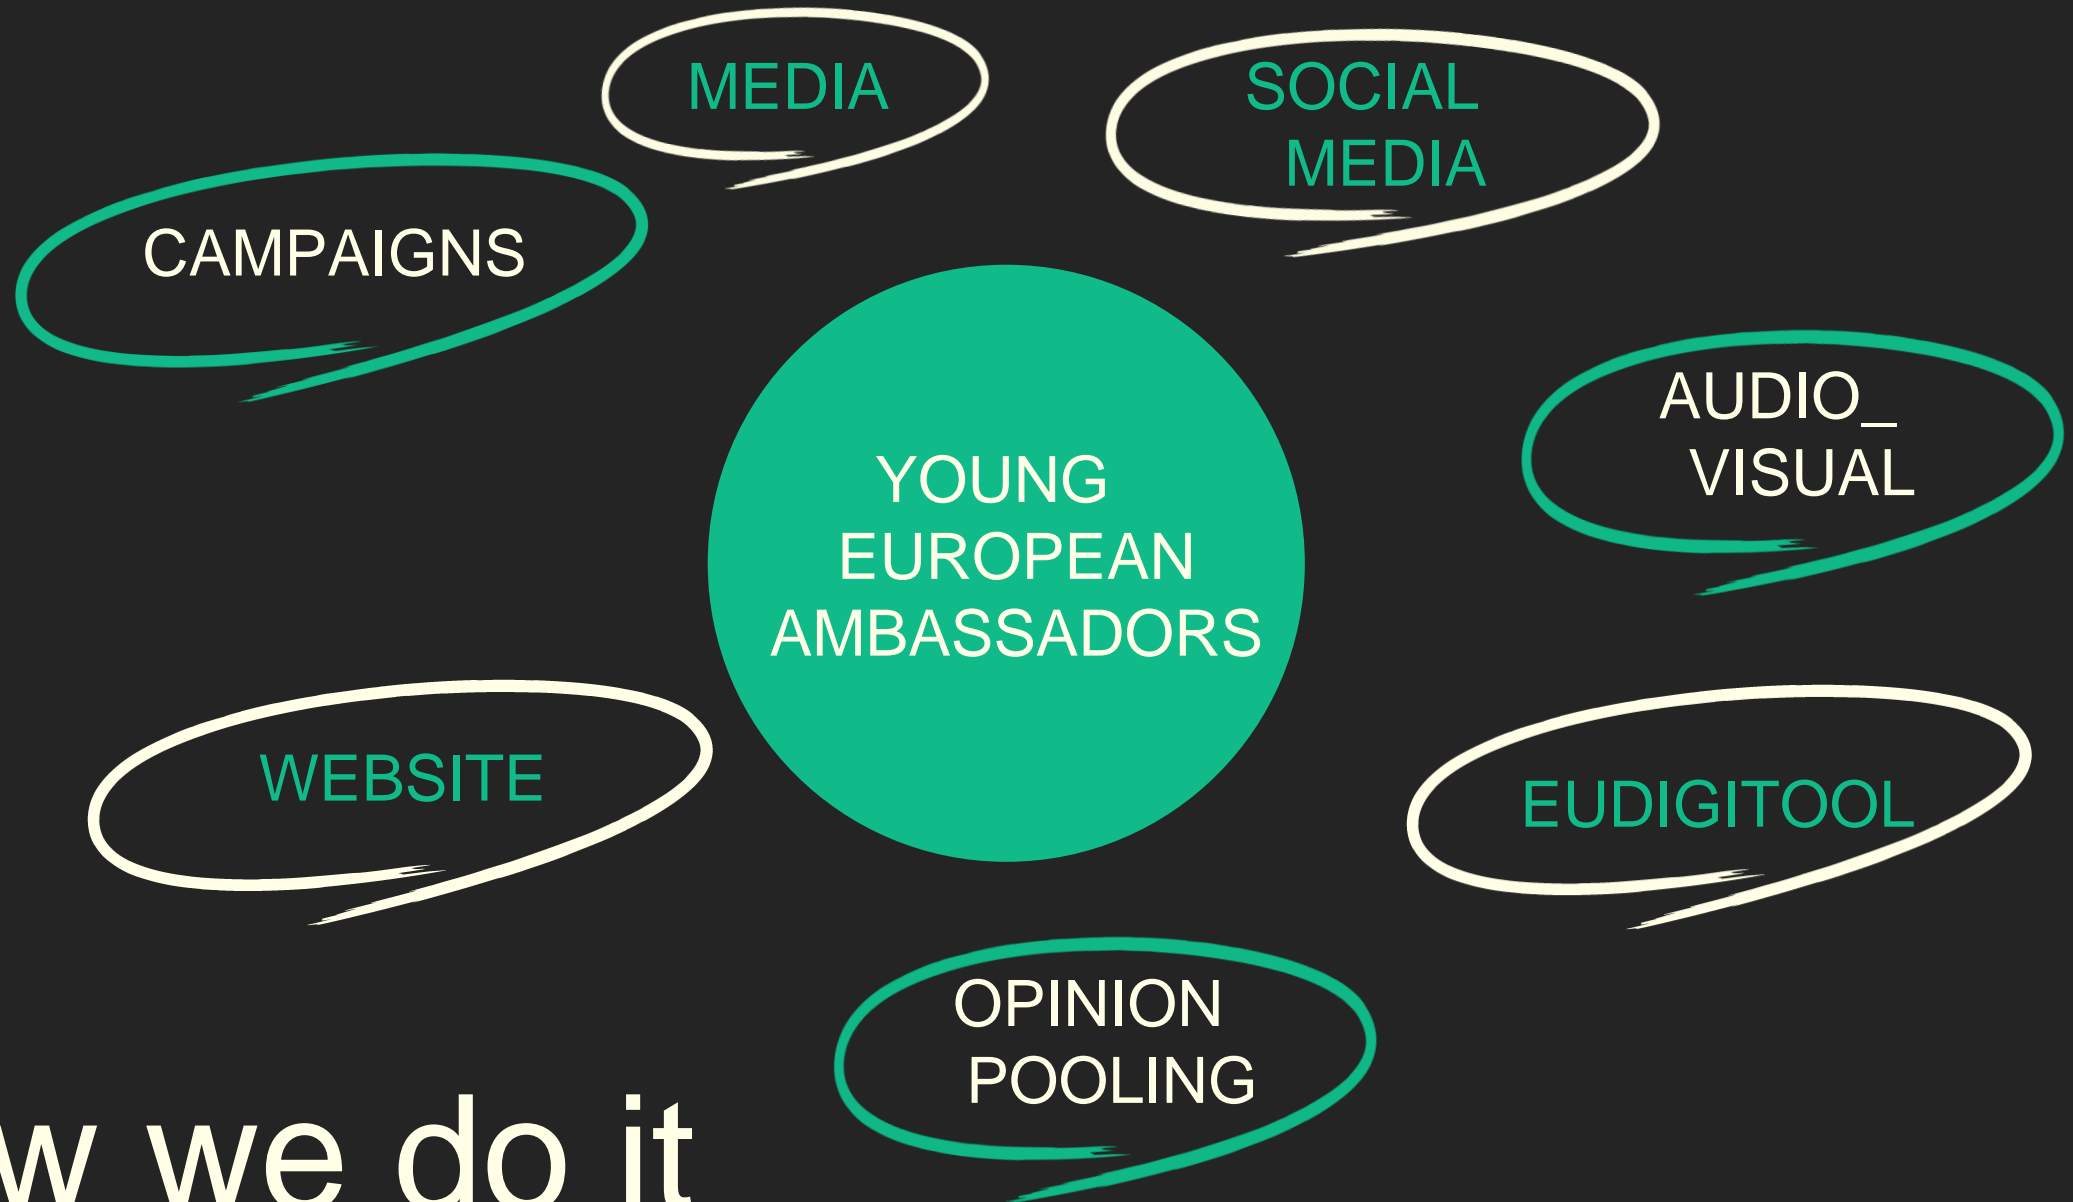 MEDIA
SOCIAL
MEDIA
CAMPAIGNS
AUDIO_
VISUAL
YOUNG
EUROPEAN
AMBASSADORS
WEBSITE
EUDIGITOOL
OPINION
POOLING
w we do it